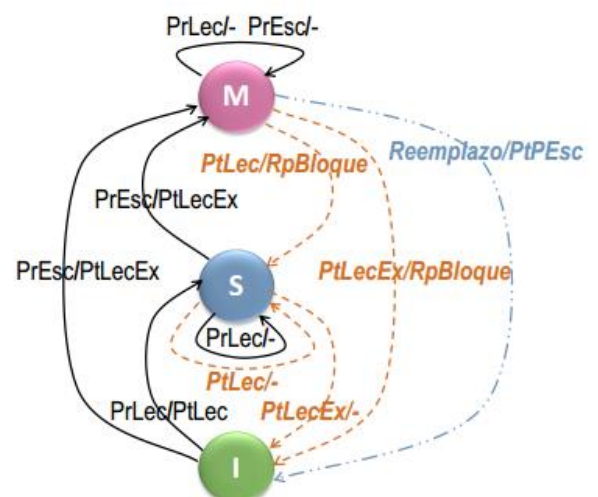 PrLec/- PrEsc/-
M
PtLec/RpBloque
Reemplazo/PtPEsc
PrEsc/PtLecEx
PrEsc/PtLecEx
S
PtLecEx/RpBloque
PrLec/-
PtLec/-
PrLec/PtLec
PtLecEx/-
I